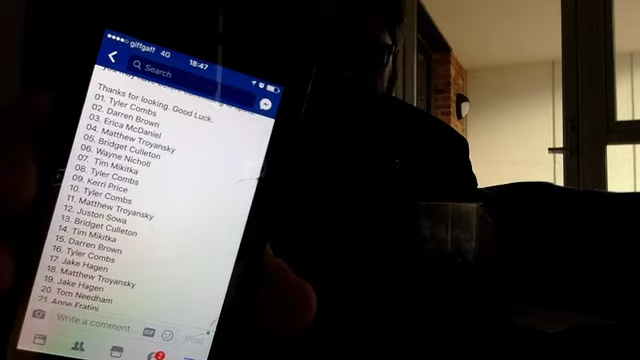 giffgaff 4G 18:47
Search
Thanks for looking. Good Luck.
01. Tyler Combs
02. Darren Brown
03. Erica McDaniel
04. Matthew Troyansky
05. Bridget Culleton
06. Wayne Nicholl
07. Tim Mikitka
08. Tyler Combs
09. Kerri Price
10. Tyler Combs
11. Matthew Troyansky
12. Juston Sowa
13. Bridget Culleton
14. Tim Mikitka
15. Darren Brown
16. Tyler Combs
17. Jake Hagen
18. Matthew Troyansky
19. Jake Hagen
20. Tom Needham
21. Anne Fratini
Write a comment...
GIF
Post
2